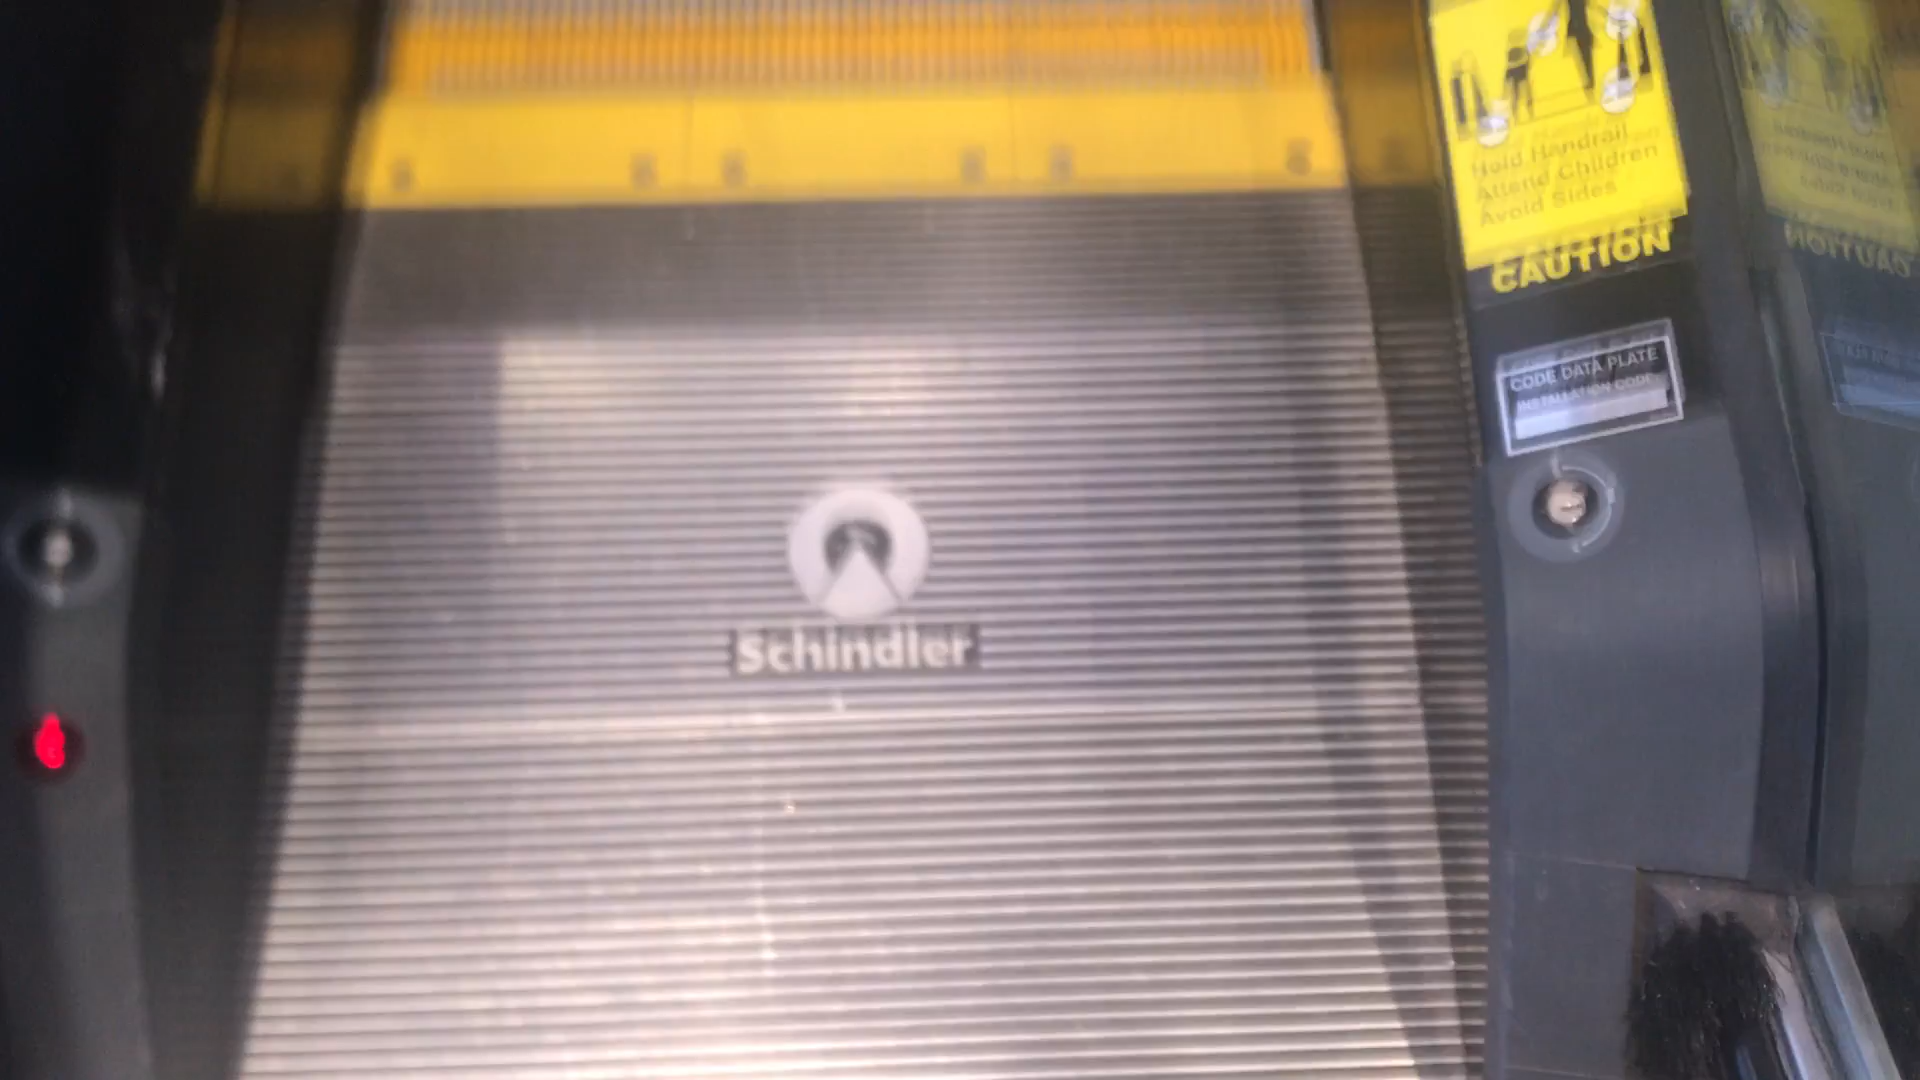 Hold Handrail
Attend Children
Avoid Sides
CAUTION
CODE DATA PLATE
INSTALLATION CODE
Schindler